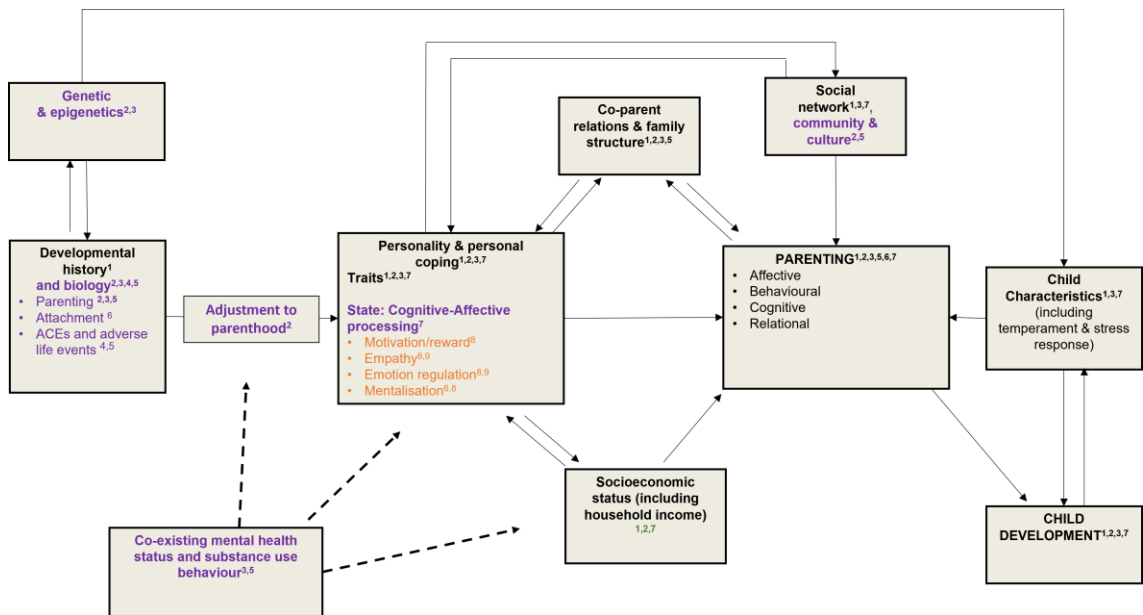 Genetic
& epigenetics2,3
Social
network1,3,7,
community &
culture2,5
Co-parent
relations & family
structure1,2,3,5
Developmental
history1
and biology2,3,4,5
• Parenting 2,3,5
• Attachment 6
• ACEs and adverse
life events 4,5
Adjustment to
parenthood2
Personality & personal
coping1,2,3,7
Traits1,2,3,7
State: Cognitive-Affective
processing7
• Motivation/reward8
• Empathy8,9
• Emotion regulation8,9
• Mentalisation6,8
PARENTING1,2,3,5,6,7
• Affective
• Behavioural
• Cognitive
• Relational
Child
Characteristics1,3,7
(including
temperament & stress
response)
Socioeconomic
status (including
household income)
1,2,7
CHILD
DEVELOPMENT1,2,3,7
Co-existing mental health
status and substance use
behaviour3,5